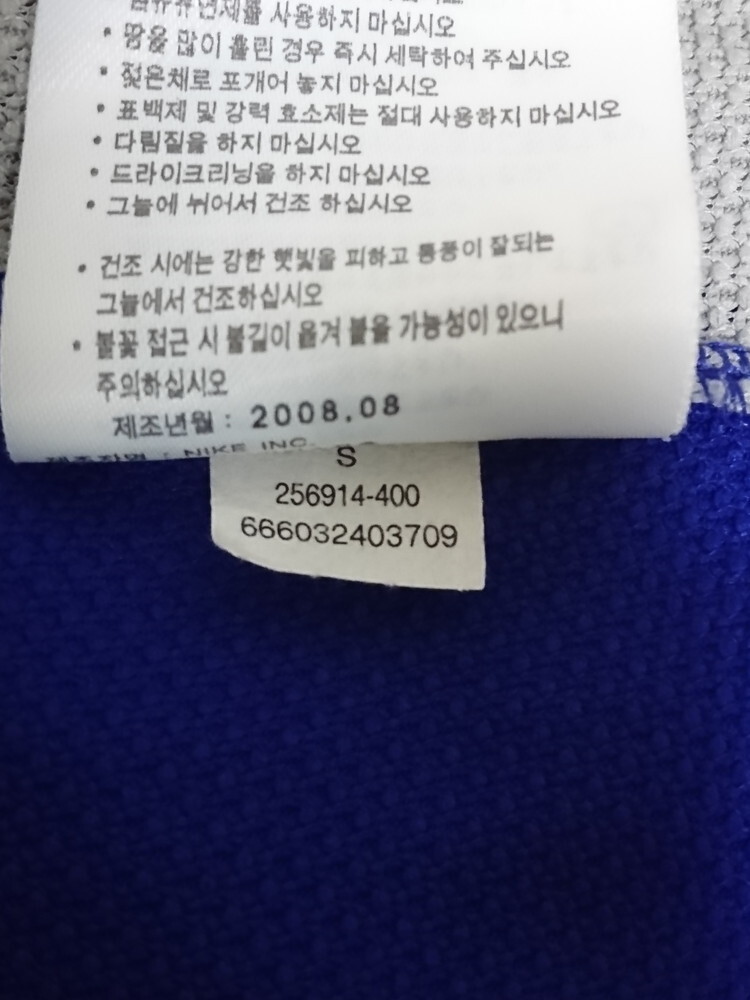 섬유유연제를 사용하지 마십시오
• 땀을 많이 흘린 경우 즉시 세탁하여 주십시오
• 젖은채로 포개어 놓지 마십시오
• 표백제 및 강력 효소제는 절대 사용하지 마십시오
• 다림질을 하지 마십시오
• 드라이크리닝을 하지 마십시오
• 그늘에 뉘어서 건조 하십시오
• 건조 시에는 강한 햇빛을 피하고 통풍이 잘되는
그늘에서 건조하십시오
• 불꽃 접근 시 불길이 옮겨 붙을 가능성이 있으니
주의하십시오
제조년월 : 2008.08
: NIKE INC.
S
256914-400
666032403709